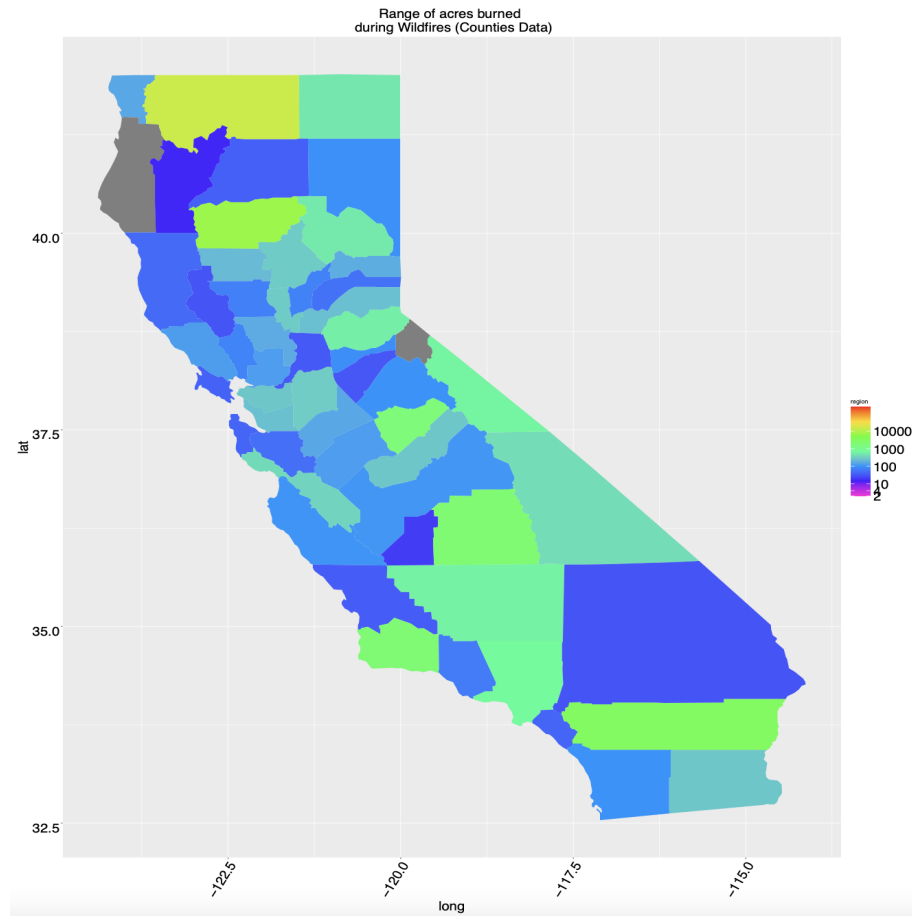 Range of acres burned
during Wildfires (Counties Data)
lat
40.0
37.5
35.0
32.5
−122.5
−120.0
−117.5
−115.0
long
region
10000
1000
100
10
2